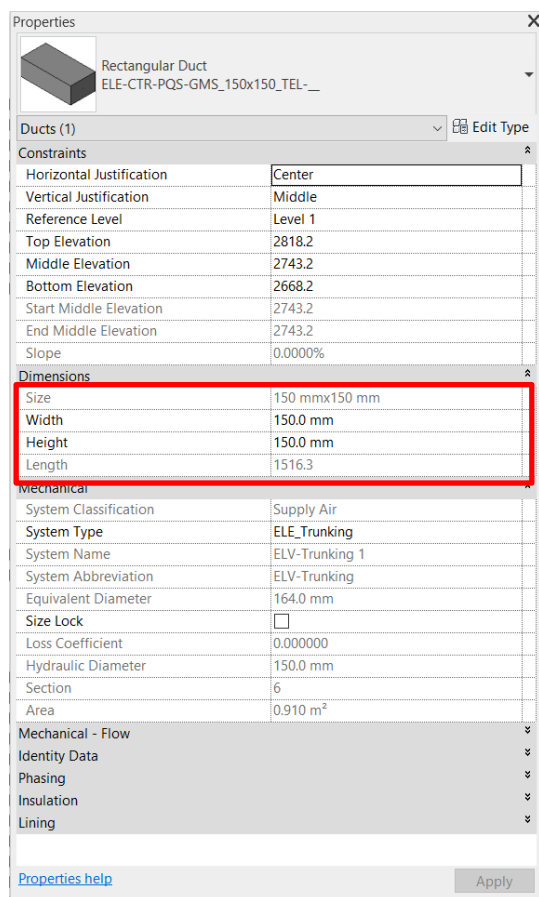 Properties
Rectangular Duct
ELE-CTR-PQS-GMS_150x150_TEL-__
Ducts (1) Edit Type
Constraints
Horizontal Justification Center
Vertical Justification Middle
Reference Level Level 1
Top Elevation 2818.2
Middle Elevation 2743.2
Bottom Elevation 2668.2
Start Middle Elevation 2743.2
End Middle Elevation 2743.2
Slope 0.0000%
Dimensions
Size 150 mmx150 mm
Width 150.0 mm
Height 150.0 mm
Length 1516.3
Mechanical
System Classification Supply Air
System Type ELE_Trunking
System Name ELV-Trunking 1
System Abbreviation ELV-Trunking
Equivalent Diameter 164.0 mm
Size Lock
Loss Coefficient 0.000000
Hydraulic Diameter 150.0 mm
Section 6
Area 0.910 m²
Mechanical - Flow
Identity Data
Phasing
Insulation
Lining
Properties help Apply